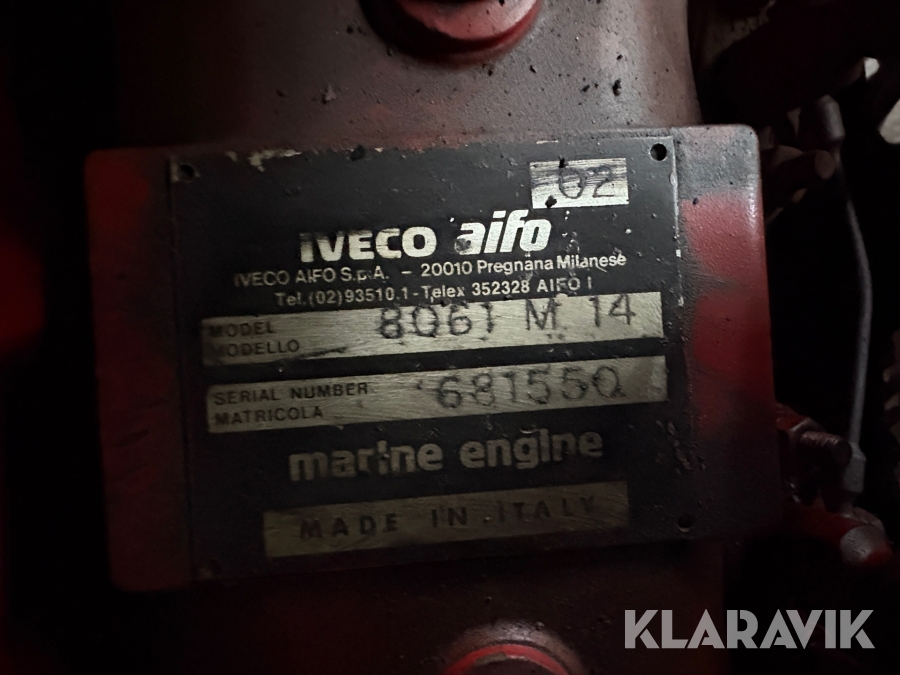 02
IVECO aifo
IVECO AIFO S.p.A. - 20010 Pregnana Milanese
Tel.(02)93510.1-Telex 352328 AIFO I
MODEL 8061 M 14
MODELLO
SERIAL NUMBER 681550
MATRICOLA
marine engine
MADE IN ITALY
KLARAVIK